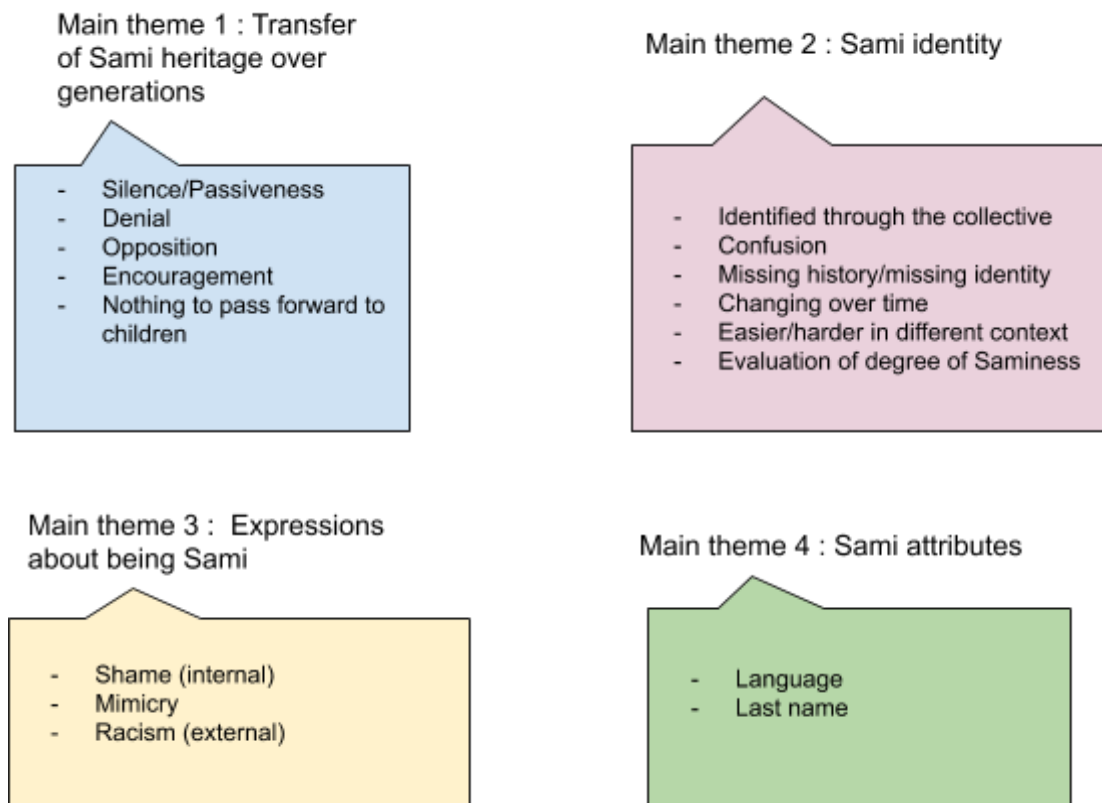 Main theme 1 : Transfer
of Sami heritage over
generations
- Silence/Passiveness
- Denial
- Opposition
- Encouragement
- Nothing to pass forward to
children
Main theme 2 : Sami identity
- Identified through the collective
- Confusion
- Missing history/missing identity
- Changing over time
- Easier/harder in different context
- Evaluation of degree of Saminess
Main theme 3 :  Expressions
about being Sami
- Shame (internal)
- Mimicry
- Racism (external)
Main theme 4 : Sami attributes
- Language
- Last name